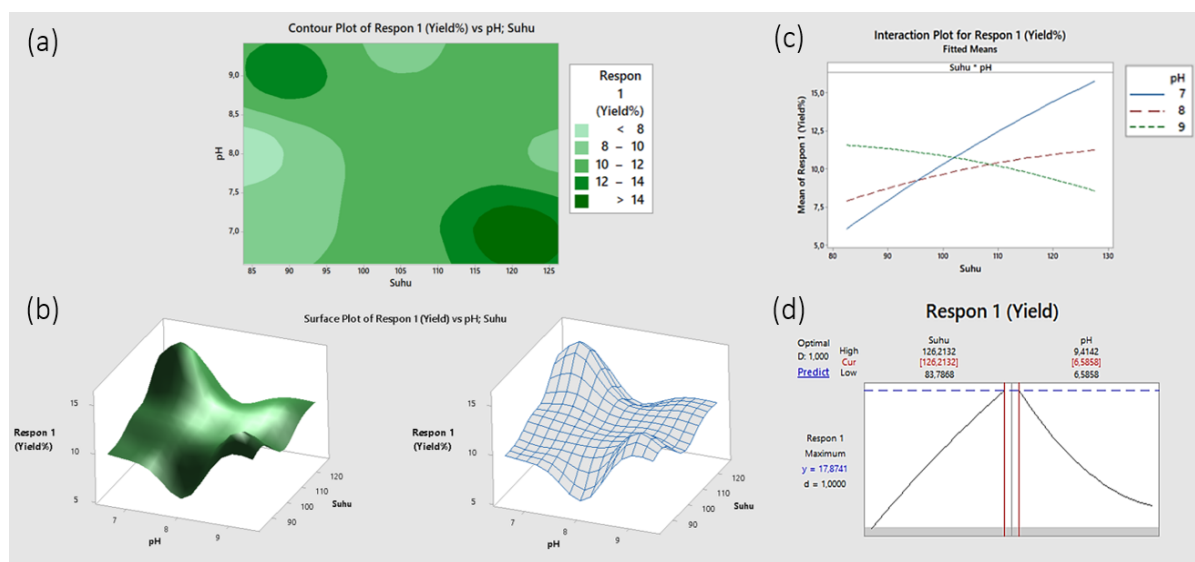 (a)
Contour Plot of Respon 1 (Yield%) vs pH; Suhu
pH
9,0
8,5
8,0
7,5
7,0
85 90 95 100 105 110 115 120 125
Suhu
Respon
1
(Yield%)
< 8
8 – 10
10 – 12
12 – 14
> 14
(c)
Interaction Plot for Respon 1 (Yield%)
Fitted Means
Suhu * pH
Mean of Respon 1 (Yield%)
15,0
12,5
10,0
7,5
5,0
80 90 100 110 120 130
Suhu
pH
7
8
9
(b)
Surface Plot of Respon 1 (Yield) vs pH; Suhu
Respon 1
(Yield%)
15
10
5
7 8 9
pH
90 100 110 120
Suhu
Respon 1
(Yield%)
15
10
5
7 8 9
pH
90 100 110 120
Suhu
(d)
Respon 1 (Yield)
Optimal
D: 1,000
Predict
High
Cur
Low
Suhu
126,2132
[126,2132]
83,7868
pH
9,4142
[6,5858]
6,5858
Respon 1
Maximum
y = 17,8741
d = 1,0000